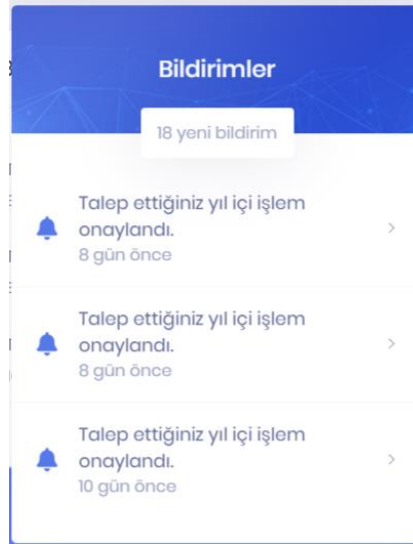 Bildirimler
18 yeni bildirim
Talep ettiğiniz yıl içi işlem
onaylandı.
8 gün önce
Talep ettiğiniz yıl içi işlem
onaylandı.
8 gün önce
Talep ettiğiniz yıl içi işlem
onaylandı.
10 gün önce